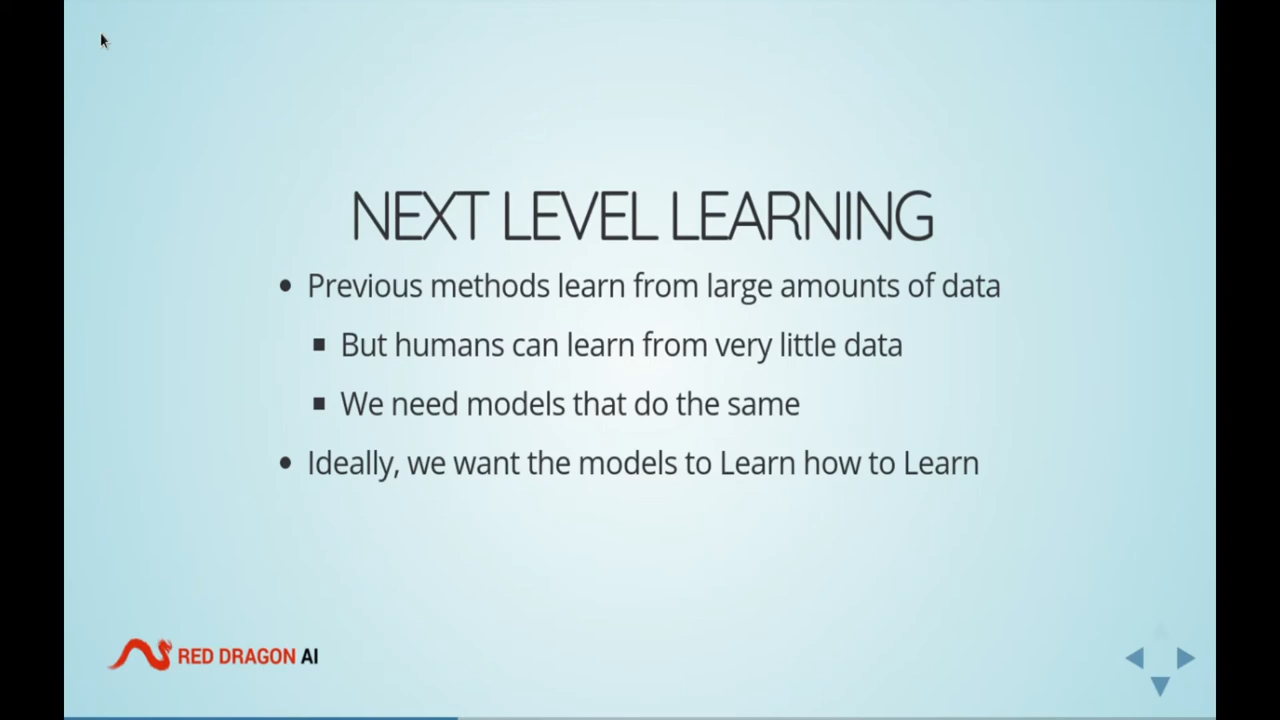 NEXT LEVEL LEARNING
• Previous methods learn from large amounts of data
▪ But humans can learn from very little data
▪ We need models that do the same
• Ideally, we want the models to Learn how to Learn
RED DRAGON AI